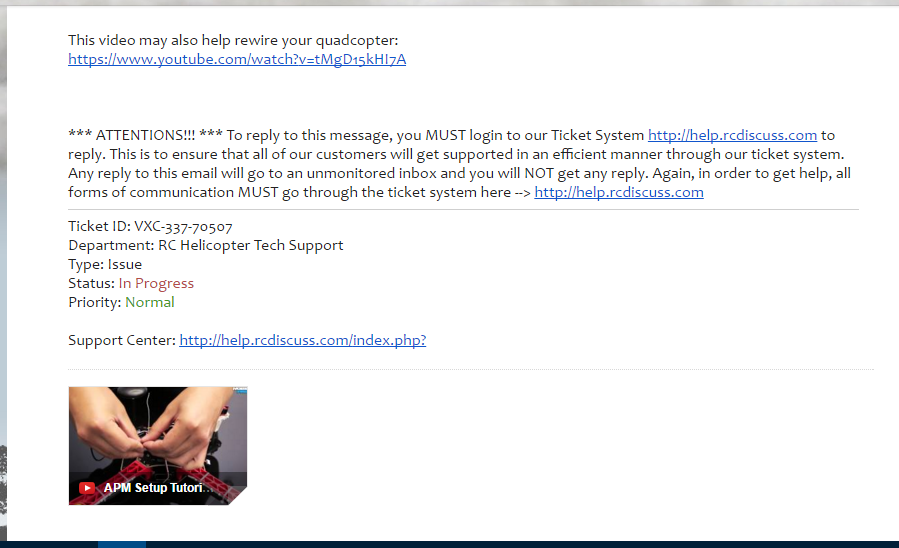 This video may also help rewire your quadcopter:
https://www.youtube.com/watch?v=tMgD15kHI7A
*** ATTENTIONS!!! *** To reply to this message, you MUST login to our Ticket System http://help.rcdiscuss.com to
reply. This is to ensure that all of our customers will get supported in an efficient manner through our ticket system.
Any reply to this email will go to an unmonitored inbox and you will NOT get any reply. Again, in order to get help, all
forms of communication MUST go through the ticket system here --> http://help.rcdiscuss.com
Ticket ID: VXC-337-70507
Department: RC Helicopter Tech Support
Type: Issue
Status: In Progress
Priority: Normal
Support Center: http://help.rcdiscuss.com/index.php?
APM Setup Tutori...